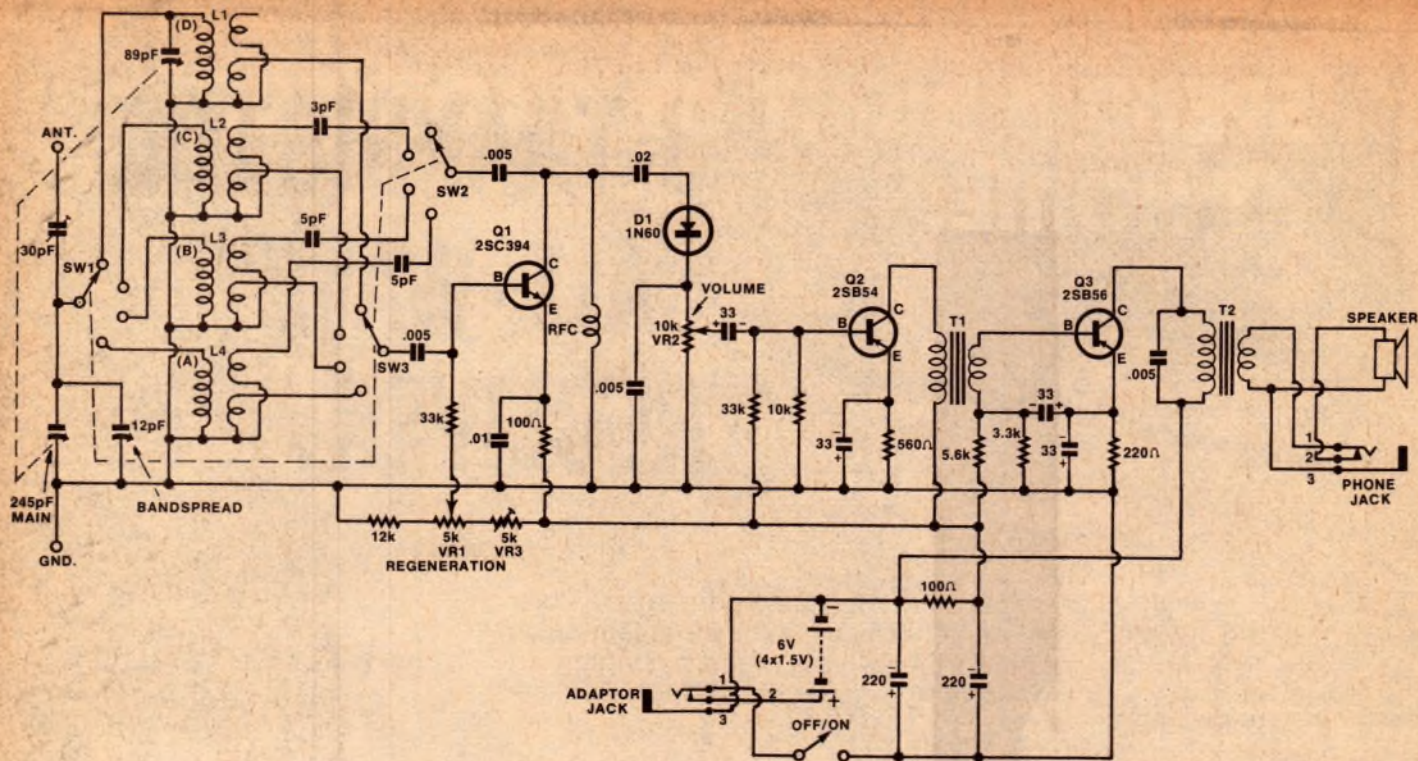 (D)
L1
89pF
ANT.
(C)
L2
3pF
.005
.02
SW2
30pF
SW1
(B)
L3
5pF
5pF
D1
1N60
Q1
2SC394
B
C
E
RFC
VOLUME
10k
VR2
33
Q2
2SB54
B
C
E
T1
Q3
2SB56
B
C
E
T2
SPEAKER
(A)
L4
SW3
.005
.005
.005
33k
33k
10k
12pF
.01
100Ω
33
560Ω
5.6k
3.3k
33
33
220Ω
1
2
3
PHONE
JACK
245pF
MAIN
BANDSPREAD
GND.
12k
5k
VR1
5k
VR3
REGENERATION
100Ω
6V
(4x1.5V)
220
220
ADAPTOR
JACK
1
2
3
OFF/ON